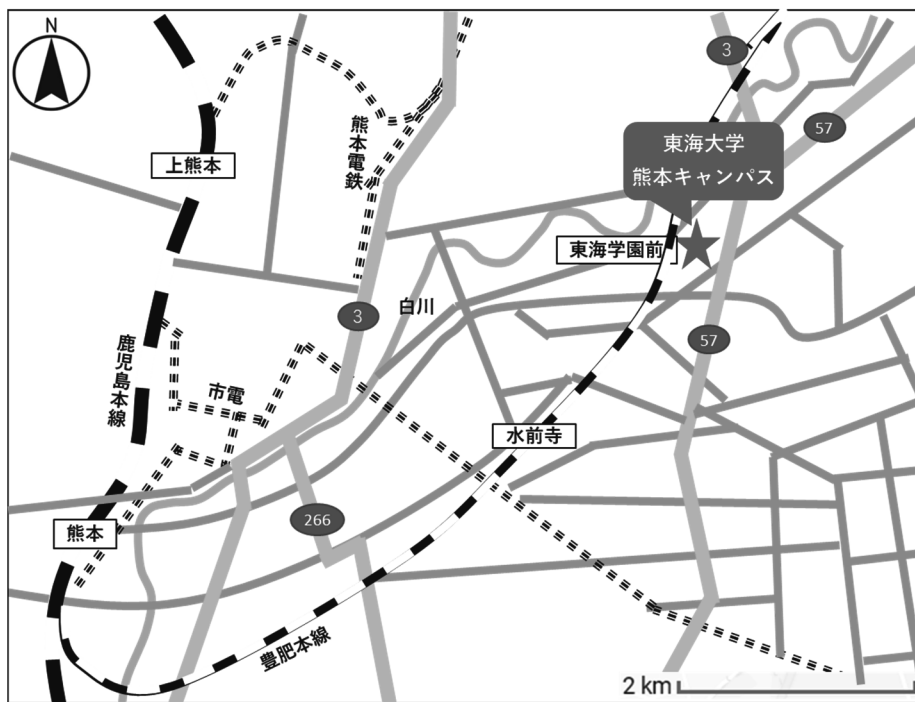 N
3
57
東海大学
熊本キャンパス
熊本電鉄
上熊本
東海学園前
白川
3
57
鹿児島本線
市電
水前寺
266
熊本
豊肥本線
2 km